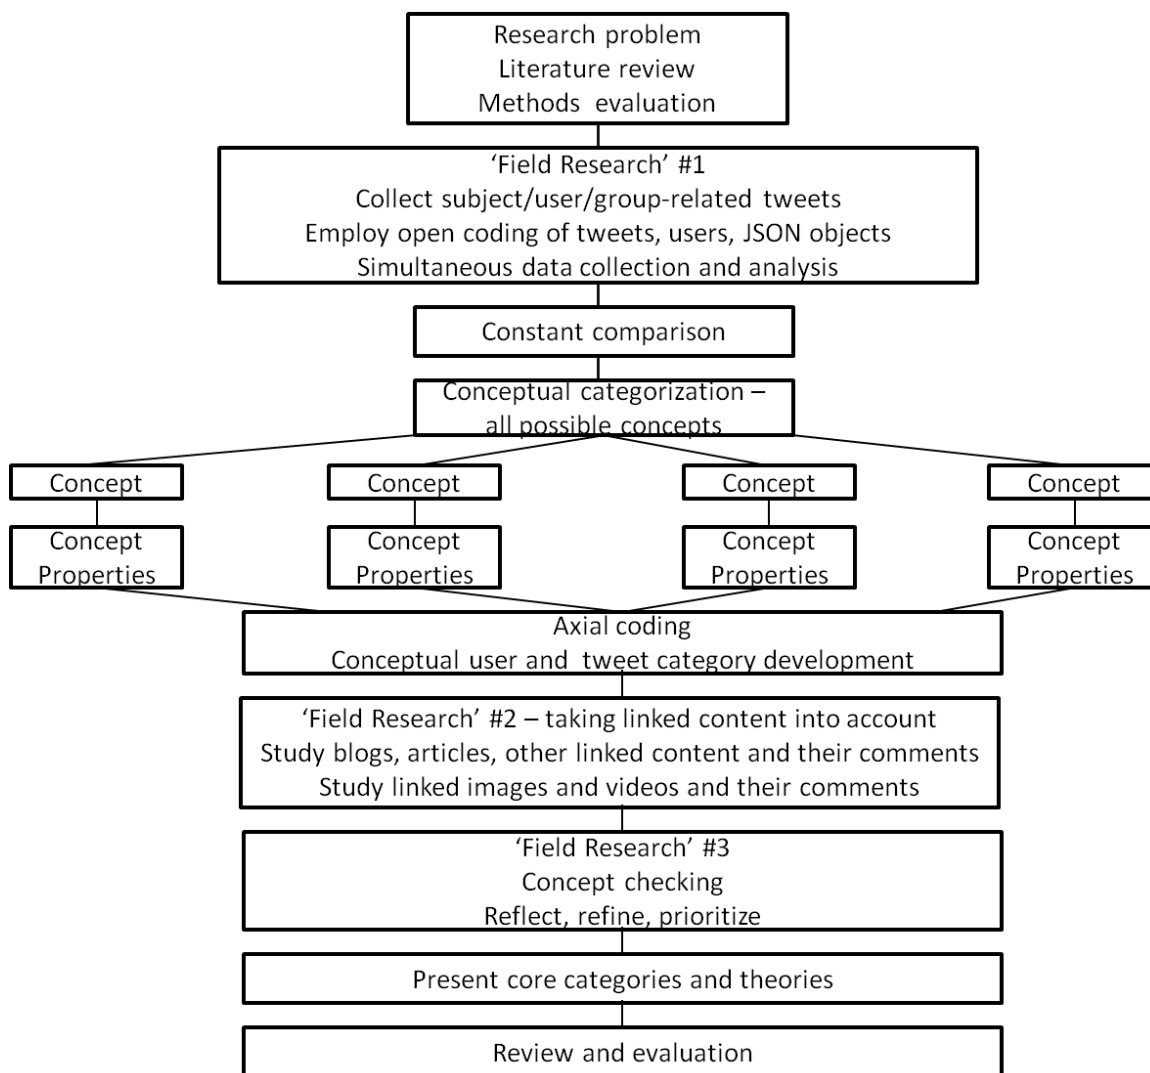 Research problem
Literature review
Methods evaluation
‘Field Research’ #1
Collect subject/user/group-related tweets
Employ open coding of tweets, users, JSON objects
Simultaneous data collection and analysis
Constant comparison
Conceptual categorization –
all possible concepts
Concept
Concept
Concept
Concept
Concept
Properties
Concept
Properties
Concept
Properties
Concept
Properties
Axial coding
Conceptual user and tweet category development
‘Field Research’ #2 – taking linked content into account
Study blogs, articles, other linked content and their comments
Study linked images and videos and their comments
‘Field Research’ #3
Concept checking
Reflect, refine, prioritize
Present core categories and theories
Review and evaluation